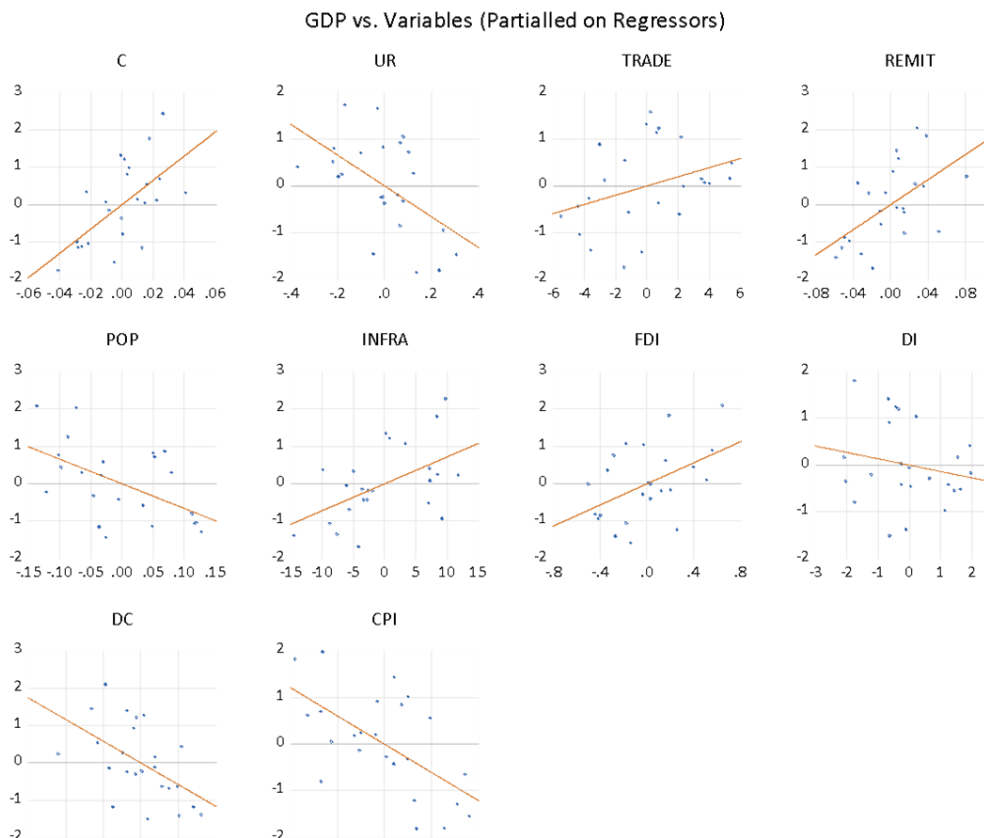 GDP vs. Variables (Partialled on Regressors)
C UR TRADE REMIT
3 2 3 3
2 2 2
1 1 1 1
0 0 0 0
-1 -1 -1 -1
-2 -2 -2 -2
-.06 -.04 -.02 .00 .02 .04 .06 -.4 -.2 .0 .2 .4 -6 -4 -2 0 2 4 6 -.08 -.04 .00 .04 .08
POP INFRA FDI DI
3 3 3 2
2 2 2
1 1 1 1
0 0 0 0
-1 -1 -1 -1
-2 -2 -2 -2
-.15 -.10 -.05 .00 .05 .10 .15 -15 -10 -5 0 5 10 15 -.8 -.4 .0 .4 .8 -3 -2 -1 0 1 2
DC CPI
3 2
2
1 1
0 0
-1 -1
-2 -2